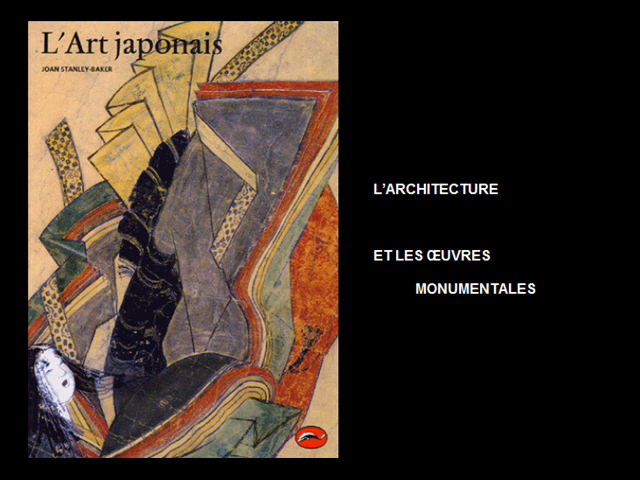 L'Art japonais
JOAN STANLEY-BAKER
L'ARCHITECTURE
ET LES ŒUVRES
MONUMENTALES